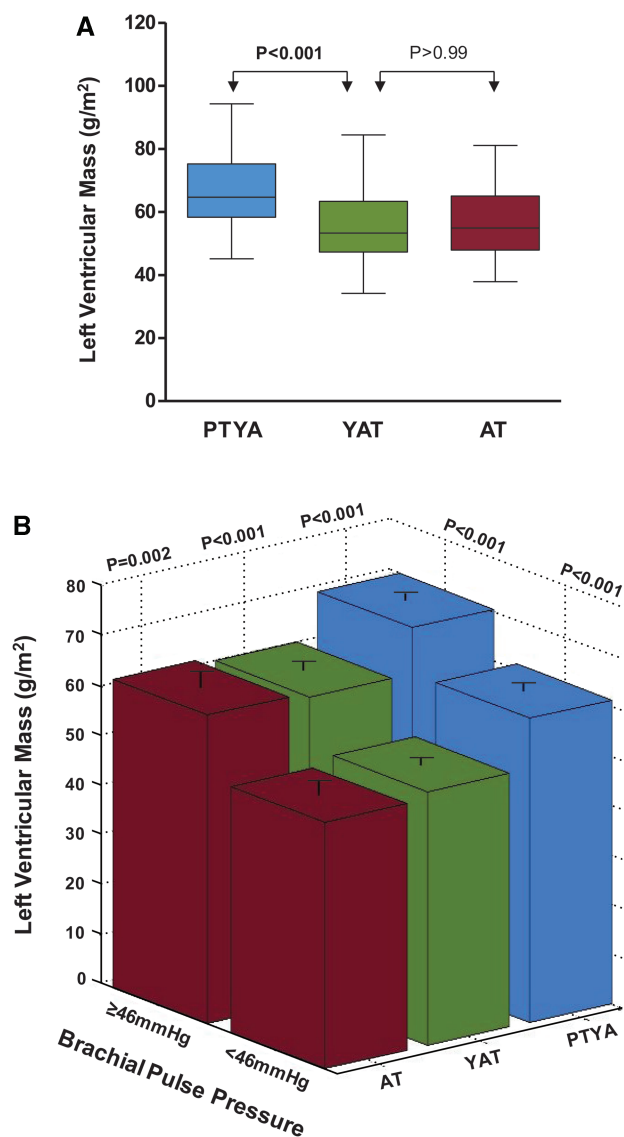 A
120
100
80
60
40
20
0
Left Ventricular Mass (g/m²)
P<0.001
P>0.99
PTYA
YAT
AT
B
P=0.002
P<0.001
P<0.001
P<0.001
P<0.001
80
70
60
50
40
30
20
10
0
Left Ventricular Mass (g/m²)
≥46mmHg
<46mmHg
Brachial Pulse Pressure
AT
YAT
PTYA